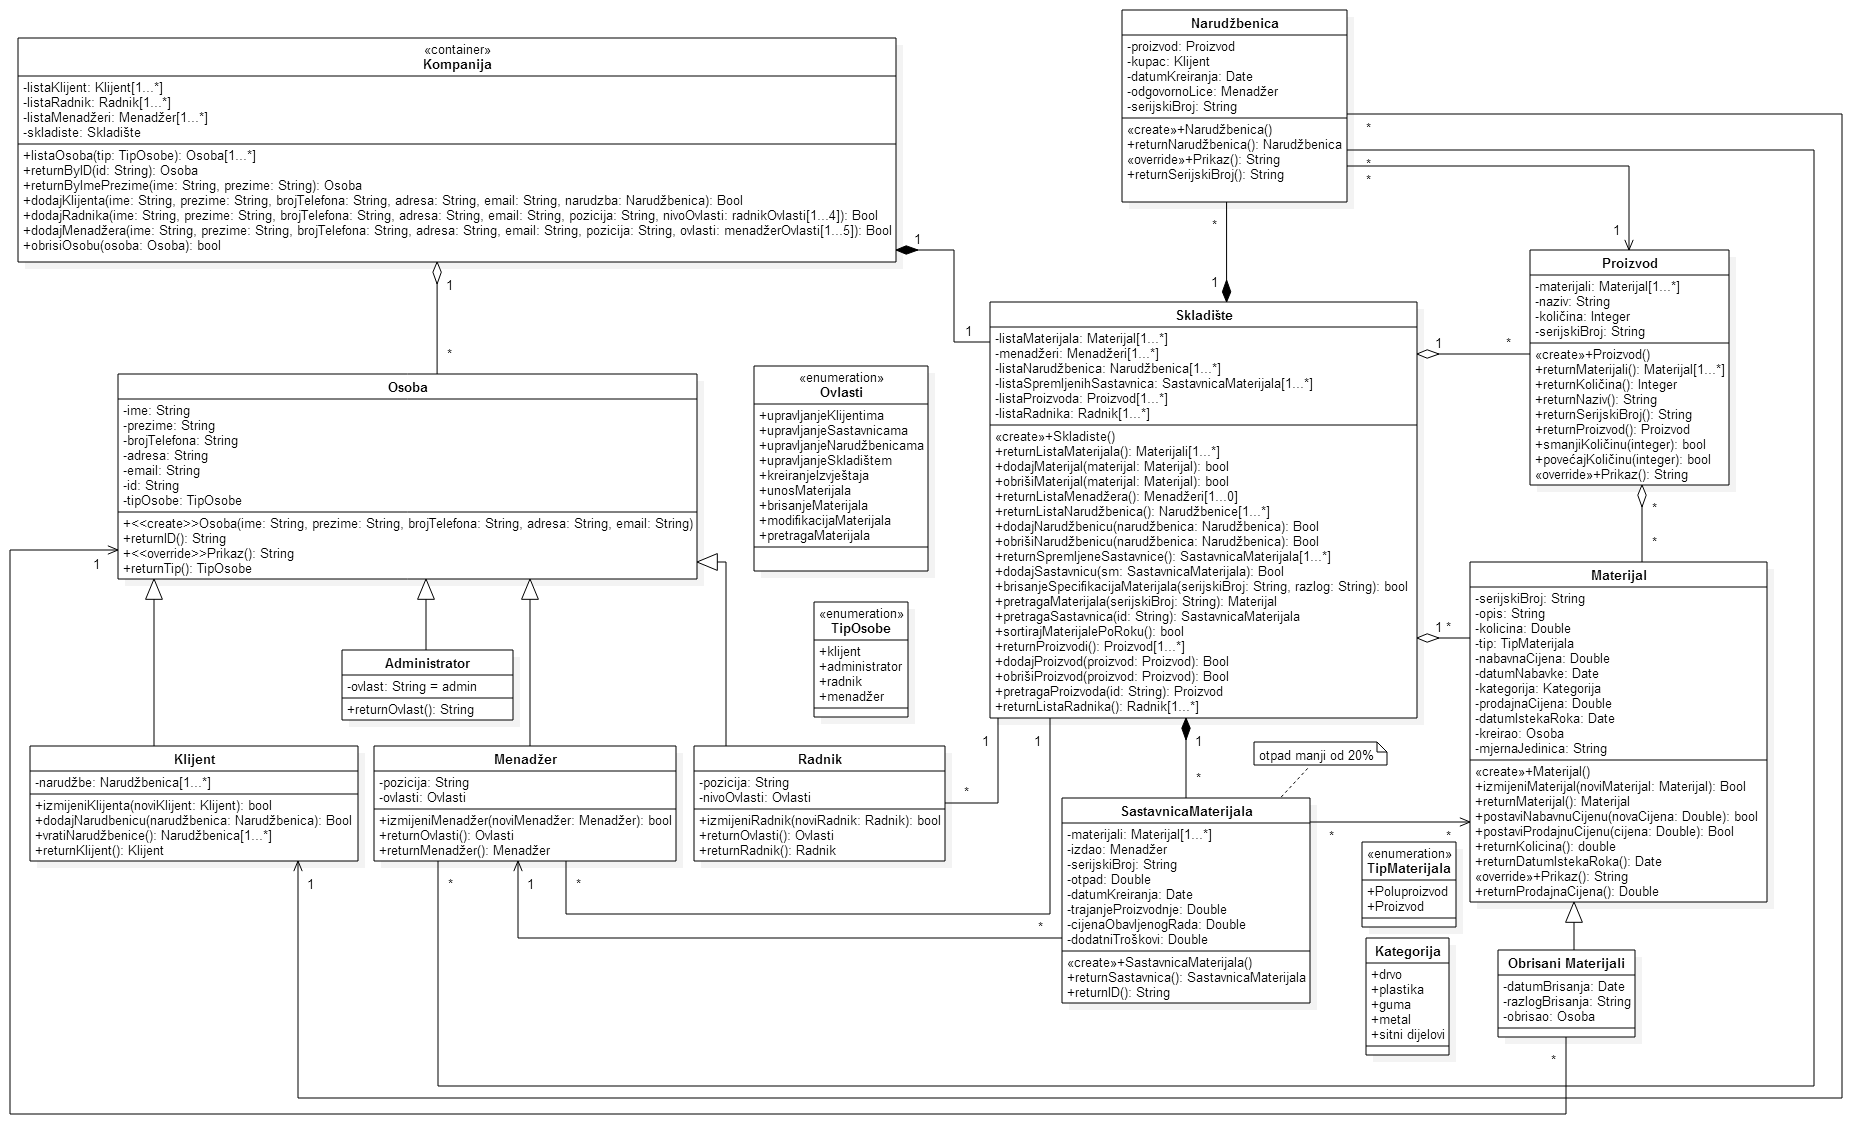 «container»
Kompanija
-listaKlijent: Klijent[1...*]
-listaRadnik: Radnik[1...*]
-listaMenadžeri: Menadžer[1...*]
-skladiste: Skladište
+listaOsoba(tip: TipOsobe): Osoba[1...*]
+returnByID(id: String): Osoba
+returnByImePrezime(ime: String, prezime: String): Osoba
+dodajKlijenta(ime: String, prezime: String, brojTelefona: String, adresa: String, email: String, narudzba: Narudžbenica): Bool
+dodajRadnika(ime: String, prezime: String, brojTelefona: String, adresa: String, email: String, pozicija: String, nivoOvlasti: radnikOvlasti[1...4]): Bool
+dodajMenadžera(ime: String, prezime: String, brojTelefona: String, adresa: String, email: String, pozicija: String, ovlasti: menadžerOvlasti[1...5]): Bool
+obrisiOsobu(osoba: Osoba): bool
1
1
1
*
Narudžbenica
-proizvod: Proizvod
-kupac: Klijent
-datumKreiranja: Date
-odgovornoLice: Menadžer
-serijskiBroj: String
«create»+Narudžbenica()
+returnNarudžbenica(): Narudžbenica
«override»+Prikaz(): String
+returnSerijskiBroj(): String
*
*
*
1
*
1
Proizvod
-materijali: Materijal[1...*]
-naziv: String
-količina: Integer
-serijskiBroj: String
«create»+Proizvod()
+returnMaterijali(): Materijal[1...*]
+returnKoličina(): Integer
+returnNaziv(): String
+returnSerijskiBroj(): String
+returnProizvod(): Proizvod
+smanjiKoličinu(integer): bool
+povećajKoličinu(integer): bool
«override»+Prikaz(): String
*
*
Skladište
-listaMaterijala: Materijal[1...*]
-menadžeri: Menadžeri[1...*]
-listaNarudžbenica: Narudžbenica[1...*]
-listaSpremljenihSastavnica: SastavnicaMaterijala[1...*]
-listaProizvoda: Proizvod[1...*]
-listaRadnika: Radnik[1...*]
«create»+Skladiste()
+returnListaMaterijala(): Materijali[1...*]
+dodajMaterijal(materijal: Materijal): bool
+obrišiMaterijal(materijal: Materijal): bool
+returnListaMenadžera(): Menadžeri[1...0]
+returnListaNarudžbenica(): Narudžbenice[1...*]
+dodajNarudžbenicu(narudžbenica: Narudžbenica): Bool
+obrišiNarudžbenicu(narudžbenica: Narudžbenica): Bool
+returnSpremljeneSastavnice(): SastavnicaMaterijala[1...*]
+dodajSastavnicu(sm: SastavnicaMaterijala): Bool
+brisanjeSpecifikacijaMaterijala(serijskiBroj: String, razlog: String): bool
+pretragaMaterijala(serijskiBroj: String): Materijal
+pretragaSastavnica(id: String): SastavnicaMaterijala
+sortirajMaterijalePoRoku(): bool
+returnProizvodi(): Proizvod[1...*]
+dodajProizvod(proizvod: Proizvod): Bool
+obrišiProizvod(proizvod: Proizvod): Bool
+pretragaProizvoda(id: String): Proizvod
+returnListaRadnika(): Radnik[1...*]
1
*
1 *
1
1
1
*
Osoba
-ime: String
-prezime: String
-brojTelefona: String
-adresa: String
-email: String
-id: String
-tipOsobe: TipOsobe
+<<create>>Osoba(ime: String, prezime: String, brojTelefona: String, adresa: String, email: String)
+returnID(): String
+<<override>>Prikaz(): String
+returnTip(): TipOsobe
1
«enumeration»
Ovlasti
+upravljanjeKlijentima
+upravljanjeSastavnicama
+upravljanjeNarudžbenicama
+upravljanjeSkladištem
+kreiranjeIzvještaja
+unosMaterijala
+brisanjeMaterijala
+modifikacijaMaterijala
+pretragaMaterijala
«enumeration»
TipOsobe
+klijent
+administrator
+radnik
+menadžer
Administrator
-ovlast: String = admin
+returnOvlast(): String
Materijal
-serijskiBroj: String
-opis: String
-kolicina: Double
-tip: TipMaterijala
-nabavnaCijena: Double
-datumNabavke: Date
-kategorija: Kategorija
-prodajnaCijena: Double
-datumIstekaRoka: Date
-kreirao: Osoba
-mjernaJedinica: String
«create»+Materijal()
+izmijeniMaterijal(noviMaterijal: Materijal): Bool
+returnMaterijal(): Materijal
+postaviNabavnuCijenu(novaCijena: Double): bool
+postaviProdajnuCijenu(cijena: Double): Bool
+returnKolicina(): double
+returnDatumIstekaRoka(): Date
«override»+Prikaz(): String
+returnProdajnaCijena(): Double
Klijent
-narudžbe: Narudžbenica[1...*]
+izmijeniKlijenta(noviKlijent: Klijent): bool
+dodajNarudbenicu(narudžbenica: Narudžbenica): Bool
+vratiNarudžbenice(): Narudžbenica[1...*]
+returnKlijent(): Klijent
1
Menadžer
-pozicija: String
-ovlasti: Ovlasti
+izmijeniMenadžer(noviMenadžer: Menadžer): bool
+returnOvlasti(): Ovlasti
+returnMenadžer(): Menadžer
*
1
*
Radnik
-pozicija: String
-nivoOvlasti: Ovlasti
+izmijeniRadnik(noviRadnik: Radnik): bool
+returnOvlasti(): Ovlasti
+returnRadnik(): Radnik
*
otpad manji od 20%
SastavnicaMaterijala
-materijali: Materijal[1...*]
-izdao: Menadžer
-serijskiBroj: String
-otpad: Double
-datumKreiranja: Date
-trajanjeProizvodnje: Double
-cijenaObavljenogRada: Double
-dodatniTroškovi: Double
«create»+SastavnicaMaterijala()
+returnSastavnica(): SastavnicaMaterijala
+returnID(): String
*
*
*
«enumeration»
TipMaterijala
+Poluproizvod
+Proizvod
Kategorija
+drvo
+plastika
+guma
+metal
+sitni dijelovi
Obrisani Materijali
-datumBrisanja: Date
-razlogBrisanja: String
-obrisao: Osoba
*